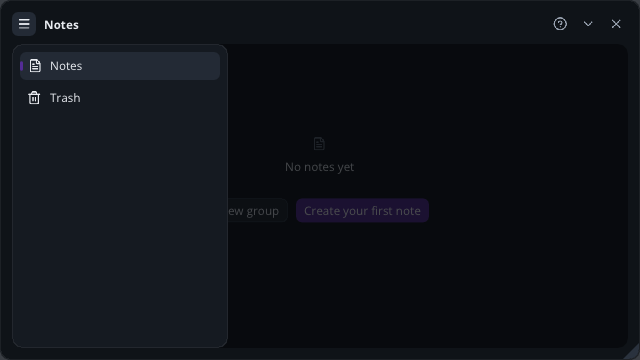 Notes
Notes
Trash
No notes yet
ew group
Create your first note